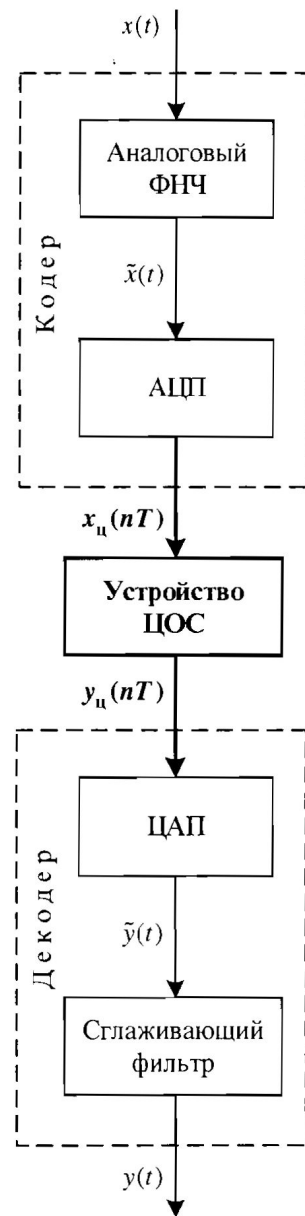 x(t)
Аналоговый
ФНЧ
Кодер
x̃(t)
АЦП
xц(nT)
Устройство
ЦОС
yц(nT)
ЦАП
Декодер
ỹ(t)
Сглаживающий
фильтр
y(t)